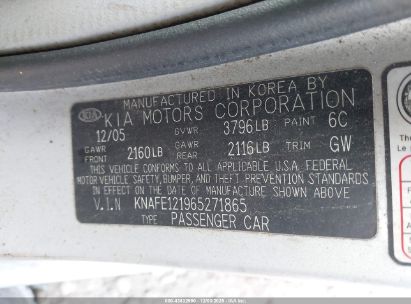 MANUFACTURED IN KOREA BY
KIA KIA MOTORS CORPORATION
12/05 GVWR 3796LB PAINT 6C
GAWR FRONT 2160LB GAWR REAR 2116LB TRIM GW
THIS VEHICLE CONFORMS TO ALL APPLICABLE U.S.A. FEDERAL
MOTOR VEHICLE SAFETY, BUMPER, AND THEFT PREVENTION STANDARDS
IN EFFECT ON THE DATE OF MANUFACTURE SHOWN ABOVE
V.I.N KNAFE121965271865
TYPE PASSENGER CAR